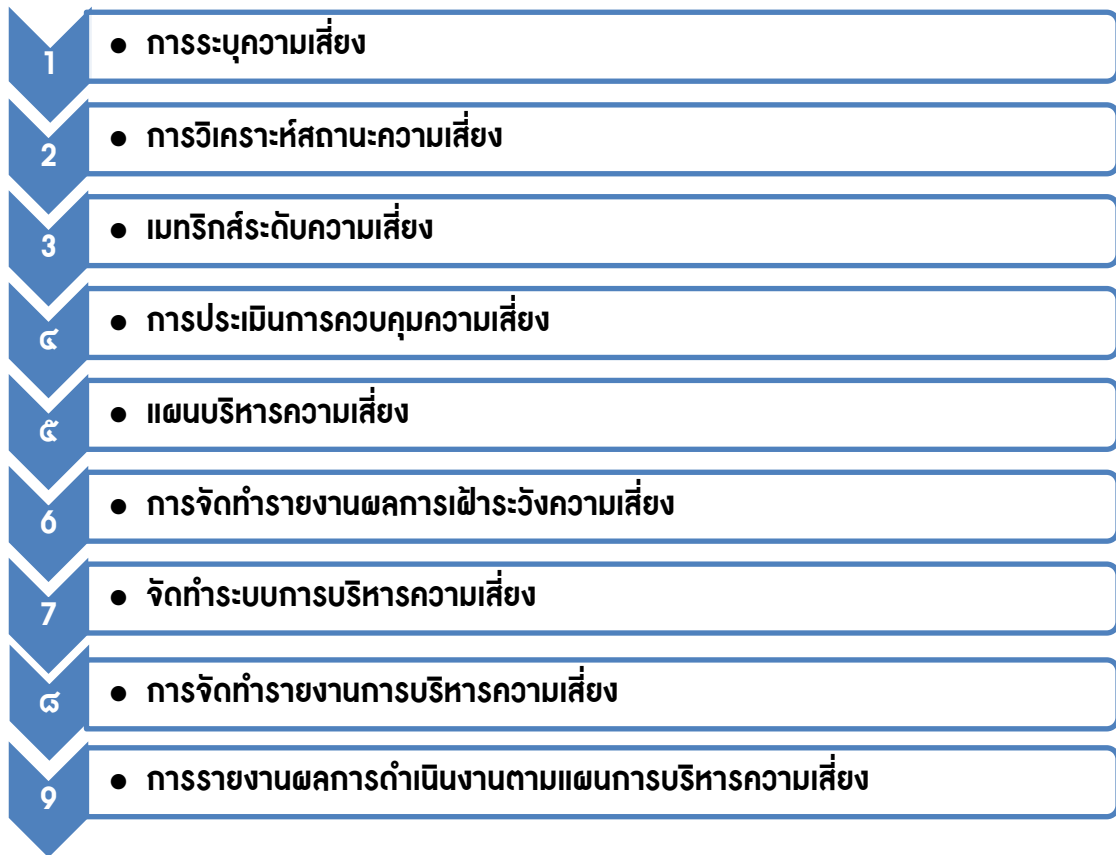 1
● การระบุความเสี่ยง
2
● การวิเคราะห์สถานะความเสี่ยง
3
● เมทริกส์ระดับความเสี่ยง
๔
● การประเมินการควบคุมความเสี่ยง
๕
● แผนบริหารความเสี่ยง
6
● การจัดทำรายงานผลการเฝ้าระวังความเสี่ยง
7
● จัดทำระบบการบริหารความเสี่ยง
๘
● การจัดทำรายงานการบริหารความเสี่ยง
9
● การรายงานผลการดำเนินงานตามแผนการบริหารความเสี่ยง